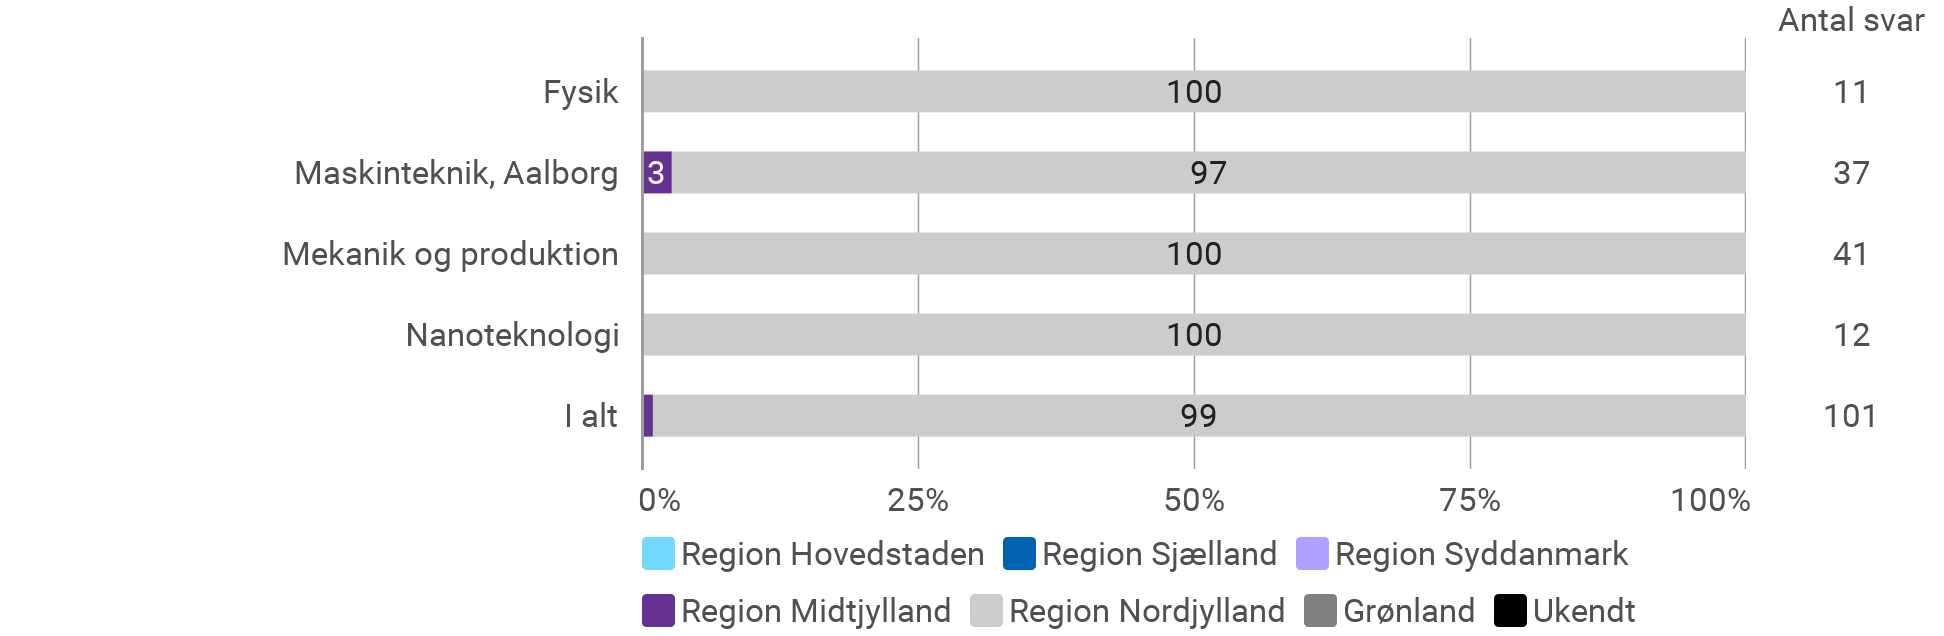 Antal svar
Fysik 100 11
Maskinteknik, Aalborg 3 97 37
Mekanik og produktion 100 41
Nanoteknologi 100 12
I alt 99 101
0% 25% 50% 75% 100%
Region Hovedstaden Region Sjælland Region Syddanmark
Region Midtjylland Region Nordjylland Grønland Ukendt